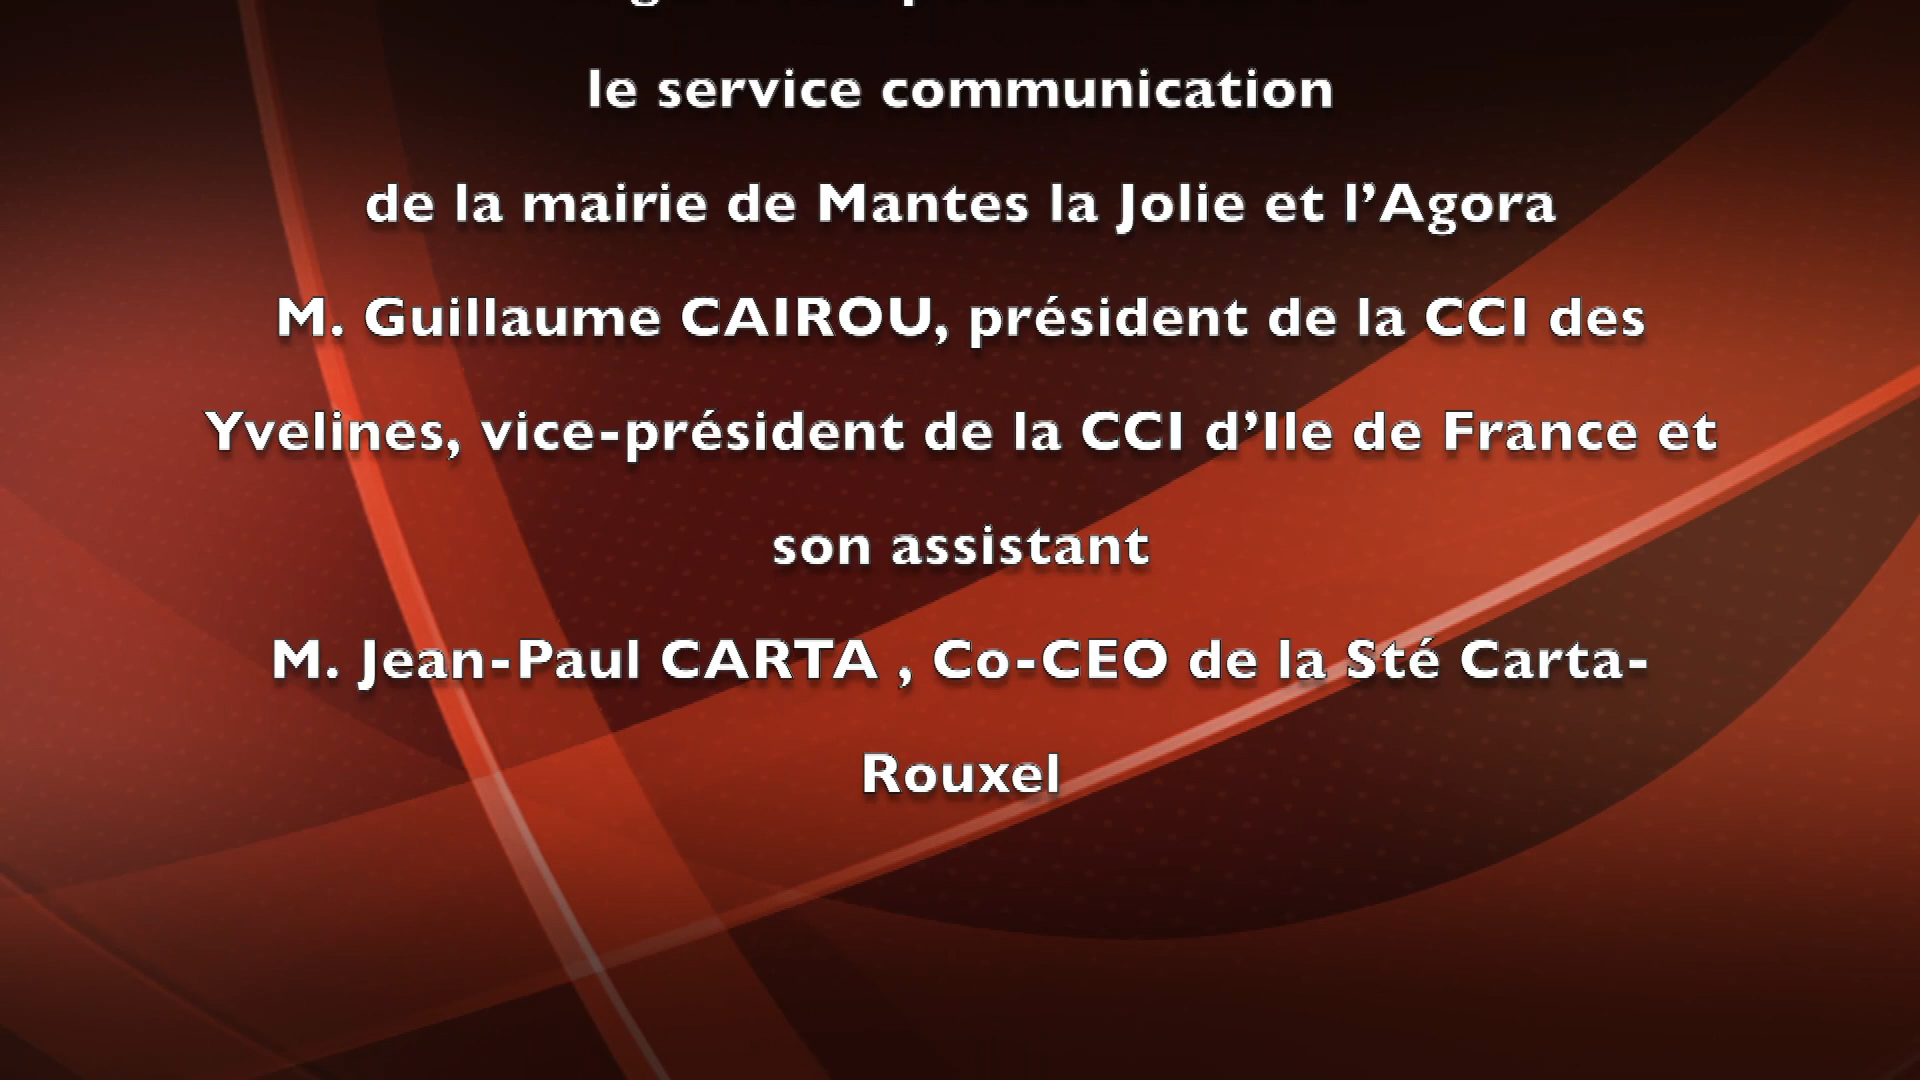 le service communication
de la mairie de Mantes la Jolie et l’Agora
M. Guillaume CAIROU, président de la CCI des
Yvelines, vice-président de la CCI d’Ile de France et
son assistant
M. Jean-Paul CARTA , Co-CEO de la Sté Carta-
Rouxel